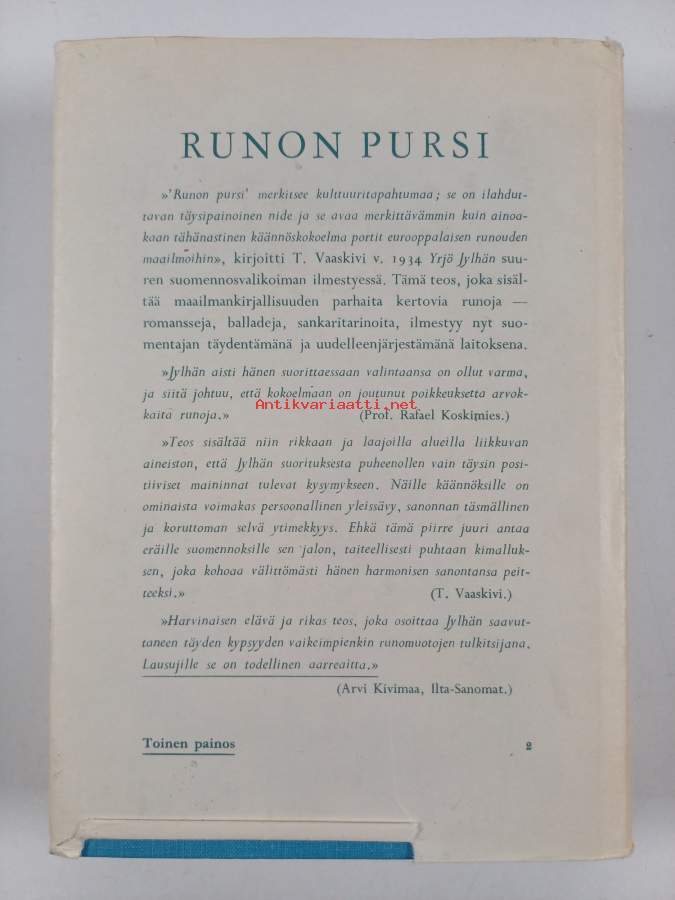 RUNON PURSI
»'Runon pursi' merkitsee kulttuuritapahtumaa; se on ilahdut-
tavan täysipainoinen nide ja se avaa merkittävämmin kuin ainoa-
kaan tähänastinen käännöskokoelma portit eurooppalaisen runouden
maailmoihin», kirjoitti T. Vaaskivi v. 1934 Yrjö Jylhän suu-
ren suomennosvalikoiman ilmestyessä. Tämä teos, joka sisäl-
tää maailmankirjallisuuden parhaita kertovia runoja —
romansseja, balladeja, sankaritarinoita, ilmestyy nyt suo-
mentajan täydentämänä ja uudelleenjärjestämänä laitoksena.
»Jylhän aisti hänen suorittaessaan valintaansa on ollut varma,
ja siitä johtuu, että kokoelmaan on joutunut poikkeuksetta arvok-
kaita runoja.» (Prof. Rafael Koskimies.)
Antikvariaatti.net
»Teos sisältää niin rikkaan ja laajoilla alueilla liikkuvan
aineiston, että Jylhän suorituksesta puheenollen vain täysin posi-
tiiviset maininnat tulevat kysymykseen. Näille käännöksille on
ominaista voimakas persoonallinen yleissävy, sanonnan täsmällinen
ja koruttoman selvä ytimekkyys. Ehkä tämä piirre juuri antaa
eräille suomennoksille sen jalon, taiteellisesti puhtaan kimalluk-
sen, joka kohoaa välittömästi hänen harmonisen sanontansa peit-
teeksi.» (T. Vaaskivi.)
»Harvinaisen elävä ja rikas teos, joka osoittaa Jylhän saavut-
taneen täyden kypsyyden vaikeimpienkin runomuotojen tulkitsijana.
Lausujille se on todellinen aarreaitta.»
(Arvi Kivimaa, Ilta-Sanomat.)
Toinen painos 2